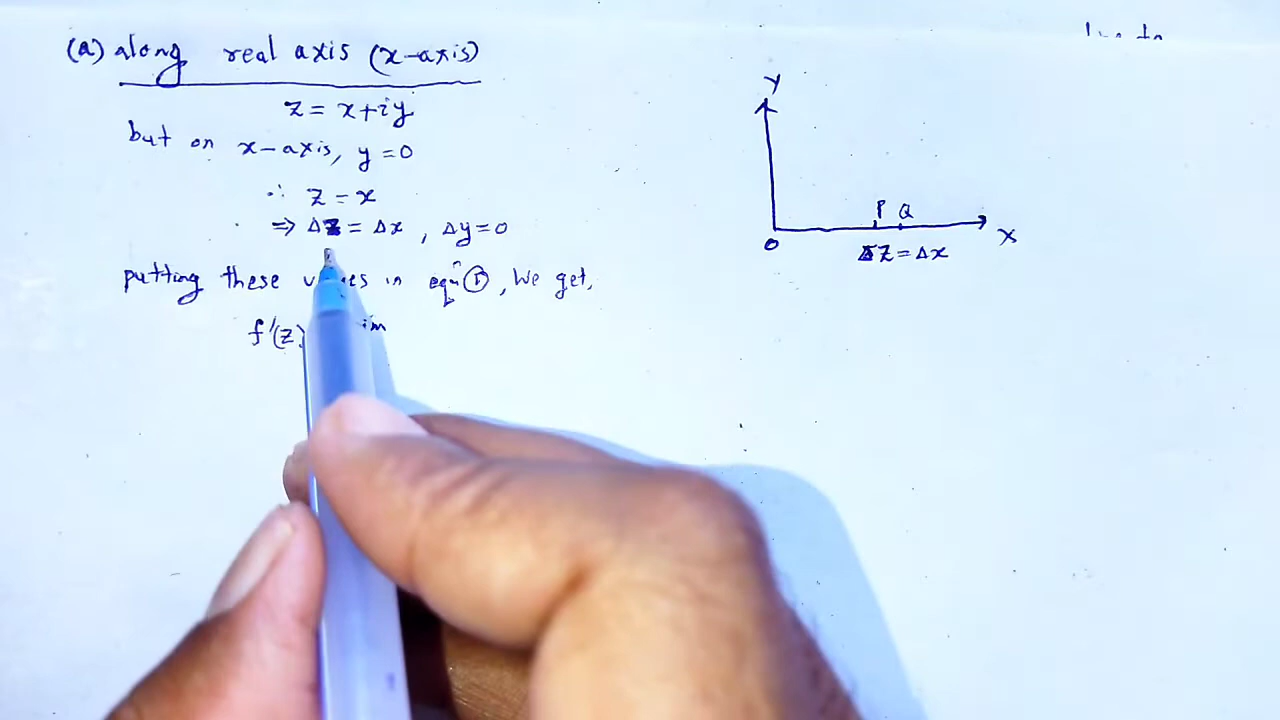 (a) along real axis (x-axis)
z = x+iy
but on x-axis, y=0
∴ z = x
⇒ Δz = Δx , Δy=0
putting these in eqⁿ ①, We get,
f'(z)
Y
P Q
O
X
ΔZ = Δx